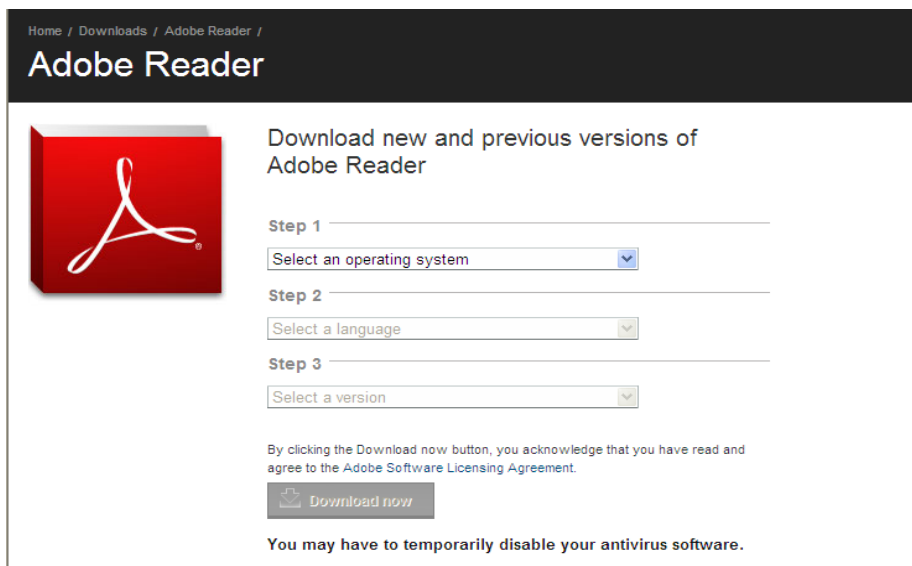 Home / Downloads / Adobe Reader /
Adobe Reader
Download new and previous versions of
Adobe Reader
Step 1
Select an operating system
Step 2
Select a language
Step 3
Select a version
By clicking the Download now button, you acknowledge that you have read and
agree to the Adobe Software Licensing Agreement.
Download now
You may have to temporarily disable your antivirus software.